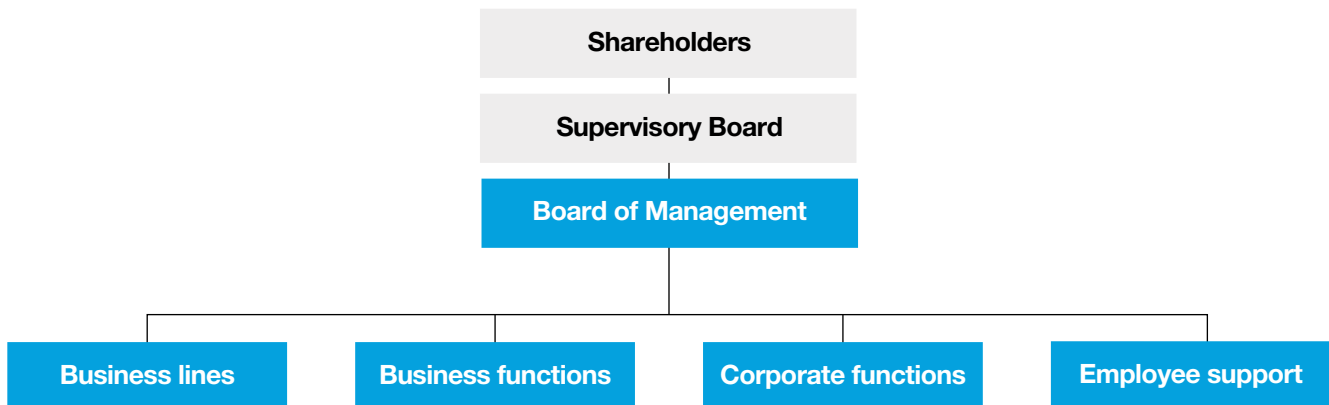 Shareholders
Supervisory Board
Board of Management
Business lines
Business functions
Corporate functions
Employee support